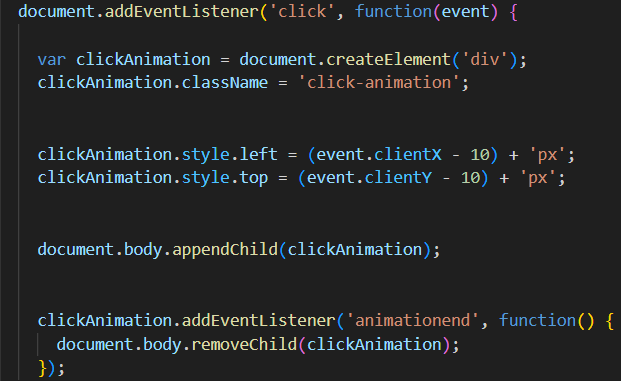 document.addEventListener('click', function(event) {
var clickAnimation = document.createElement('div');
clickAnimation.className = 'click-animation';
clickAnimation.style.left = (event.clientX - 10) + 'px';
clickAnimation.style.top = (event.clientY - 10) + 'px';
document.body.appendChild(clickAnimation);
clickAnimation.addEventListener('animationend', function() {
document.body.removeChild(clickAnimation);
});